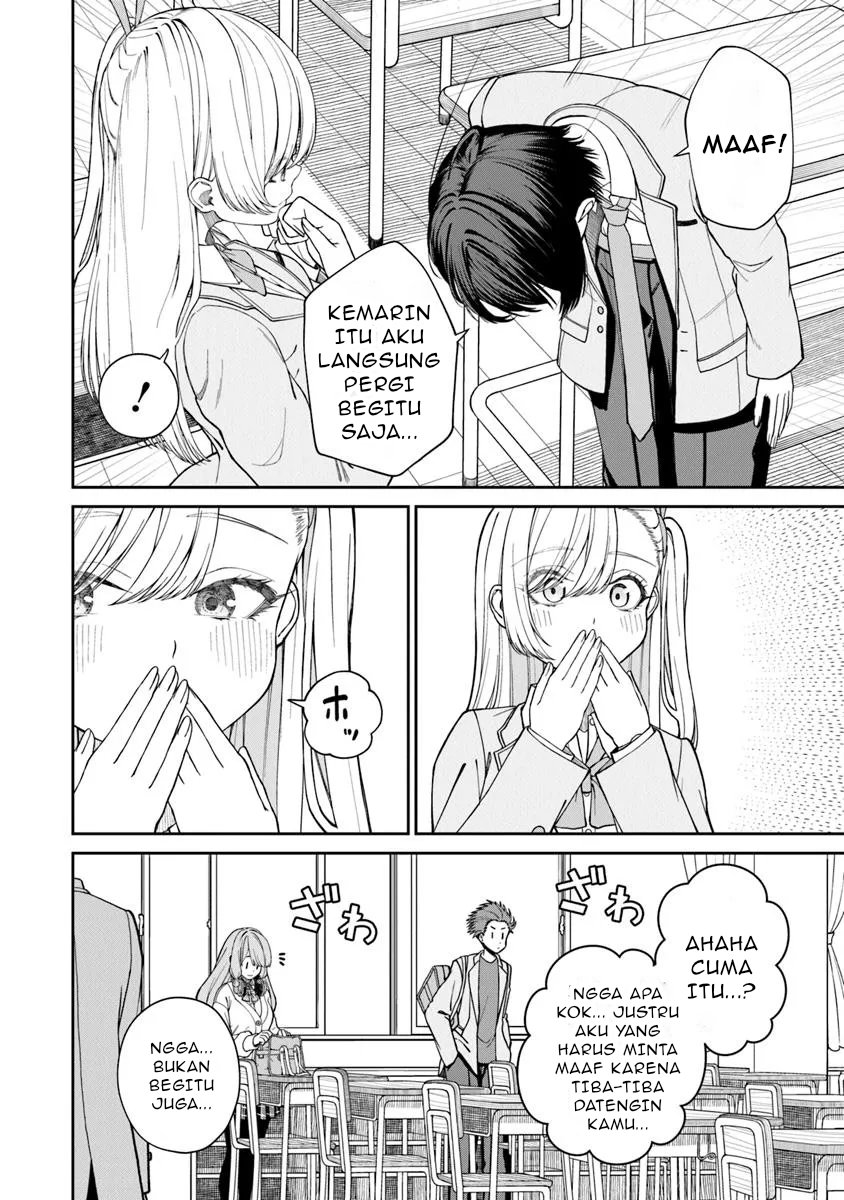 MAAF!
KEMARIN
ITU AKU
LANGSUNG
PERGI
BEGITU
SAJA...
!
ホッ
AHAHA
CUMA
ITU...?
NGGA APA
KOK... JUSTRU
AKU YANG
HARUS MINTA
MAAF KARENA
TIBA-TIBA
DATENGIN
KAMU...
ざわ
ざわ
NGGA...
BUKAN
BEGITU
JUGA...